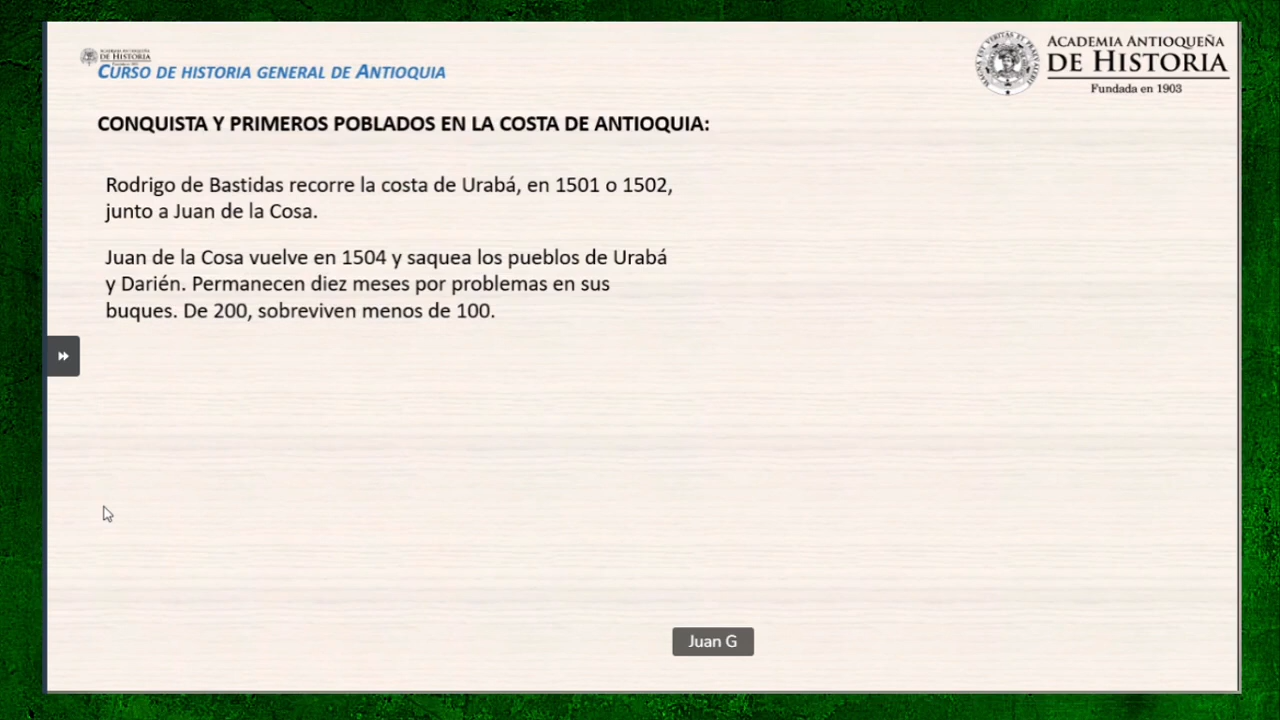 DE HISTORIA
CURSO DE HISTORIA GENERAL DE ANTIOQUIA
ACADEMIA ANTIOQUEÑA
DE HISTORIA
Fundada en 1903
CONQUISTA Y PRIMEROS POBLADOS EN LA COSTA DE ANTIOQUIA:
Rodrigo de Bastidas recorre la costa de Urabá, en 1501 o 1502,
junto a Juan de la Cosa.
Juan de la Cosa vuelve en 1504 y saquea los pueblos de Urabá
y Darién. Permanecen diez meses por problemas en sus
buques. De 200, sobreviven menos de 100.
Juan G